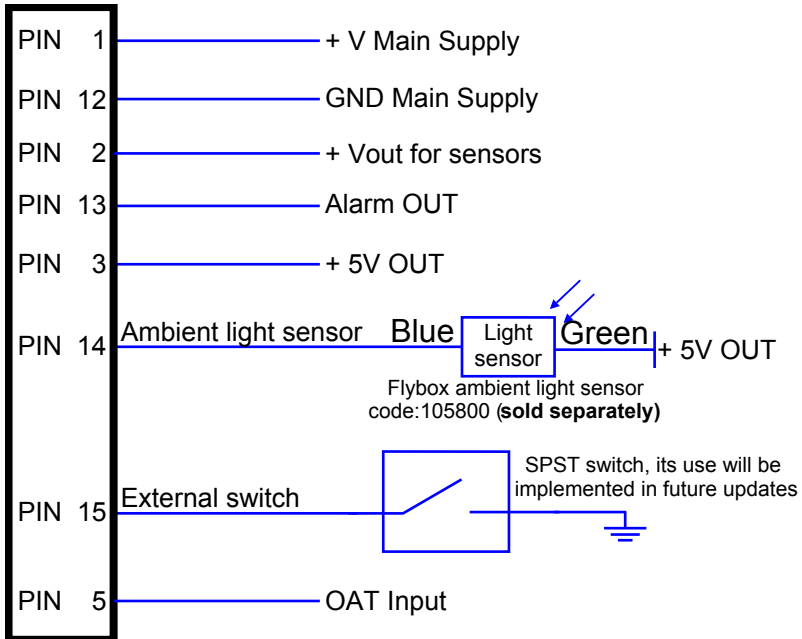 PIN 1 + V Main Supply
PIN 12 GND Main Supply
PIN 2 + Vout for sensors
PIN 13 Alarm OUT
PIN 3 + 5V OUT
PIN 14 Ambient light sensor Blue Light sensor Green + 5V OUT
Flybox ambient light sensor
code:105800 (sold separately)
PIN 15 External switch
SPST switch, its use will be
implemented in future updates
PIN 5 OAT Input